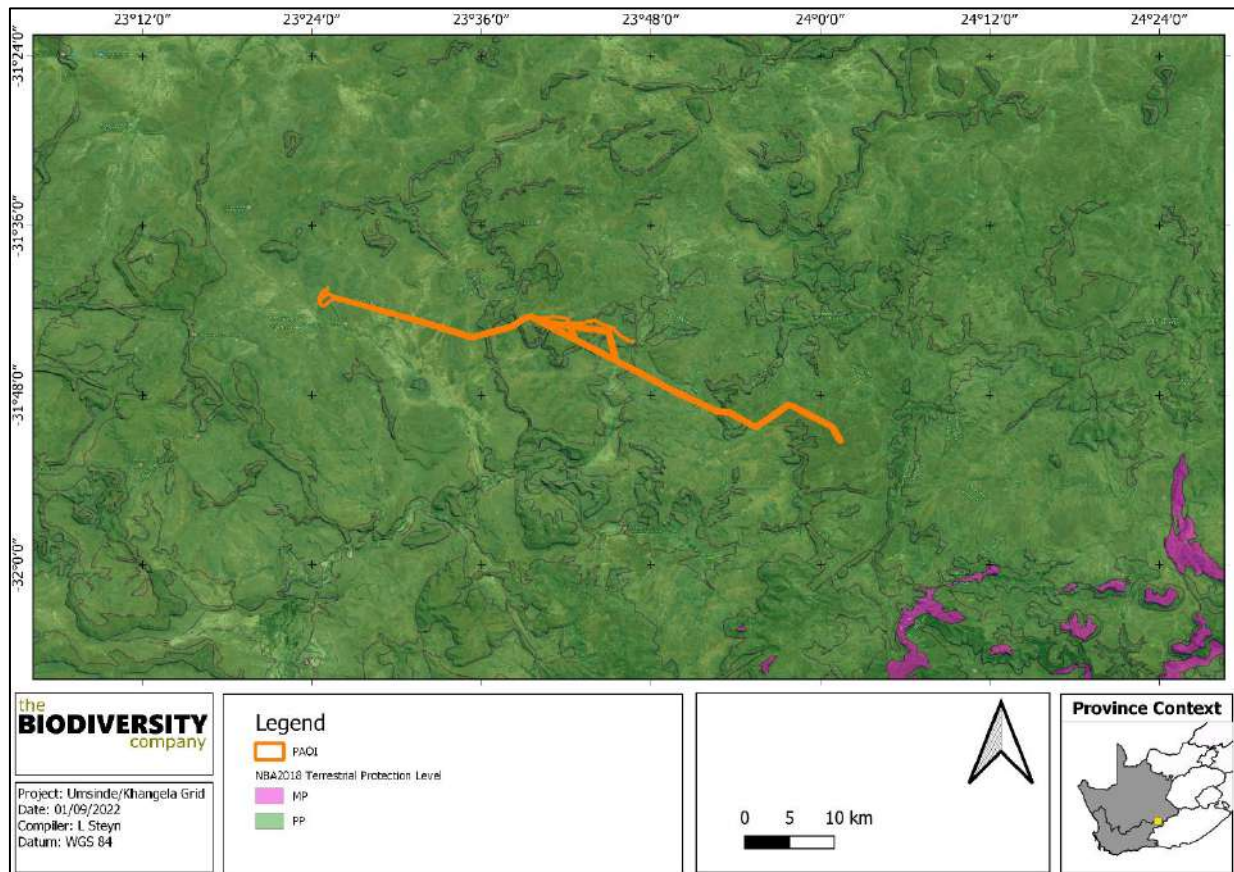 23°12'0" 23°24'0" 23°36'0" 23°48'0" 24°0'0" 24°12'0" 24°24'0"
-31°24'0"
-31°36'0"
-31°48'0"
-32°0'0"
the
BIODIVERSITY
company
Project: Umsinde/Khangela Grid
Date: 01/09/2022
Compiler: L Steyn
Datum: WGS 84
Legend
PAOI
NBA2018 Terrestrial Protection Level
MP
PP
0 5 10 km
Province Context